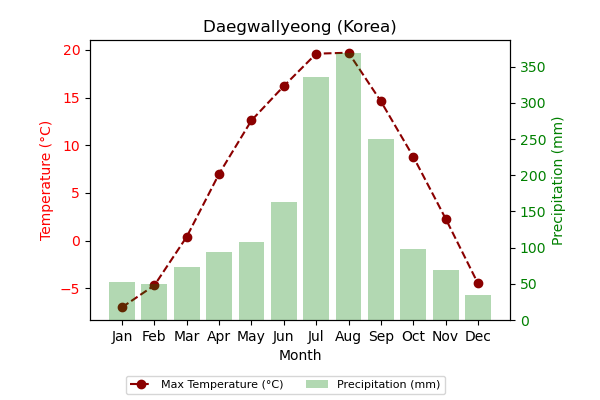 Daegwallyeong (Korea)
Temperature (°C)
20
15
10
5
0
−5
350
300
250
200
150
100
50
0
Precipitation (mm)
Jan Feb Mar Apr May Jun Jul Aug Sep Oct Nov Dec
Month
Max Temperature (°C) Precipitation (mm)